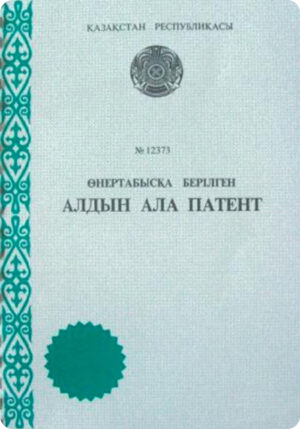 ҚАЗАҚСТАН РЕСПУБЛИКАСЫ
№ 12373
ӨНЕРТАБЫСҚА БЕРІЛГЕН
АЛДЫН АЛА ПАТЕНТ